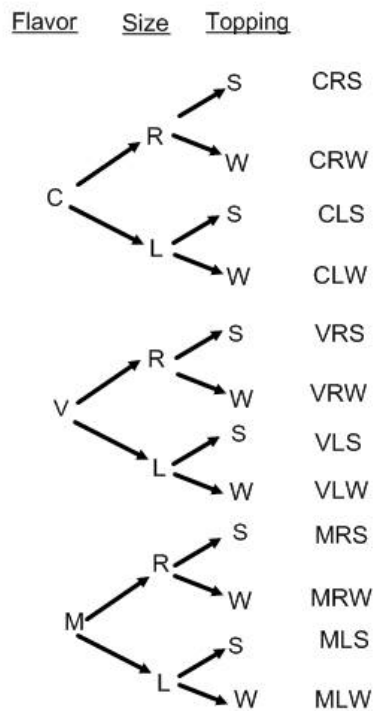 Flavor Size Topping
S CRS
R
W CRW
C
S CLS
L
W CLW
S VRS
R
W VRW
V
S VLS
L
W VLW
S MRS
R
W MRW
M
S MLS
L
W MLW